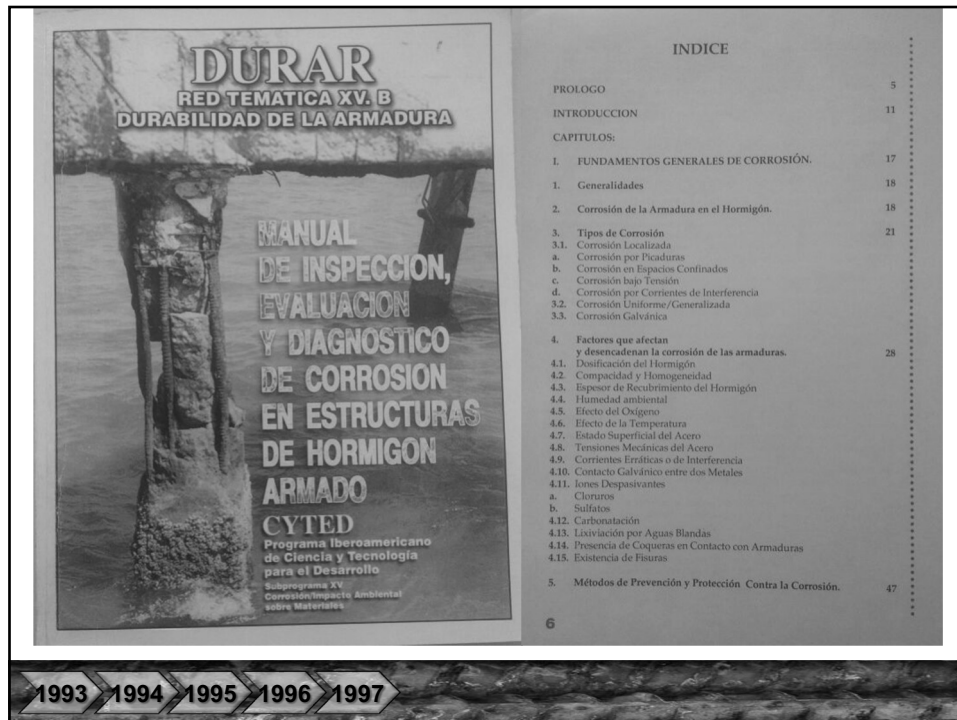 DURAR
RED TEMATICA XV. B
DURABILIDAD DE LA ARMADURA
MANUAL
DE INSPECCION,
EVALUACION
Y DIAGNOSTICO
DE CORROSION
EN ESTRUCTURAS
DE HORMIGON
ARMADO
CYTED
Programa Iberoamericano
de Ciencia y Tecnología
para el Desarrollo
Subprograma XV
Corrosión/Impacto Ambiental
sobre Materiales
INDICE
PROLOGO 5
INTRODUCCION 11
CAPITULOS:
I. FUNDAMENTOS GENERALES DE CORROSIÓN. 17
1. Generalidades 18
2. Corrosión de la Armadura en el Hormigón. 18
3. Tipos de Corrosión 21
3.1. Corrosión Localizada
a. Corrosión por Picaduras
b. Corrosión en Espacios Confinados
c. Corrosión bajo Tensión
d. Corrosión por Corrientes de Interferencia
3.2. Corrosión Uniforme/Generalizada
3.3. Corrosión Galvánica
4. Factores que afectan
y desencadenan la corrosión de las armaduras. 28
4.1. Dosificación del Hormigón
4.2. Compacidad y Homogeneidad
4.3. Espesor de Recubrimiento del Hormigón
4.4. Humedad ambiental
4.5. Efecto del Oxígeno
4.6. Efecto de la Temperatura
4.7. Estado Superficial del Acero
4.8. Tensiones Mecánicas del Acero
4.9. Corrientes Erráticas o de Interferencia
4.10. Contacto Galvánico entre dos Metales
4.11. Iones Despasivantes
a. Cloruros
b. Sulfatos
4.12. Carbonatación
4.13. Lixiviación por Aguas Blandas
4.14. Presencia de Coqueras en Contacto con Armaduras
4.15. Existencia de Fisuras
5. Métodos de Prevención y Protección Contra la Corrosión. 47
6
1993 1994 1995 1996 1997